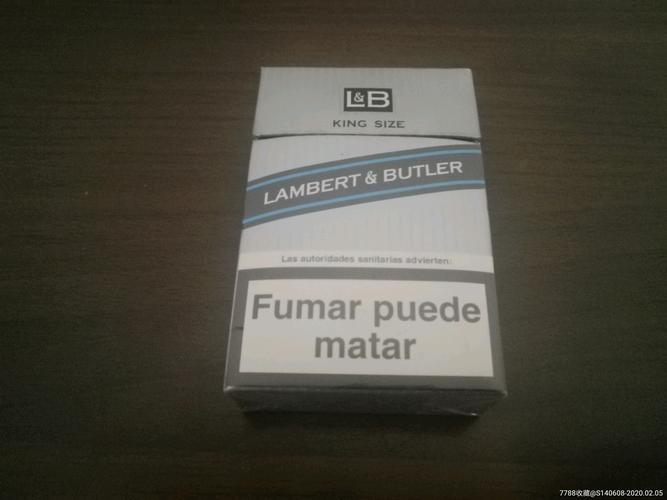 L&B
KING SIZE
LAMBERT & BUTLER
Las autoridades sanitarias advierten:
Fumar puede
matar
7788收藏@S140608-2020.02.05